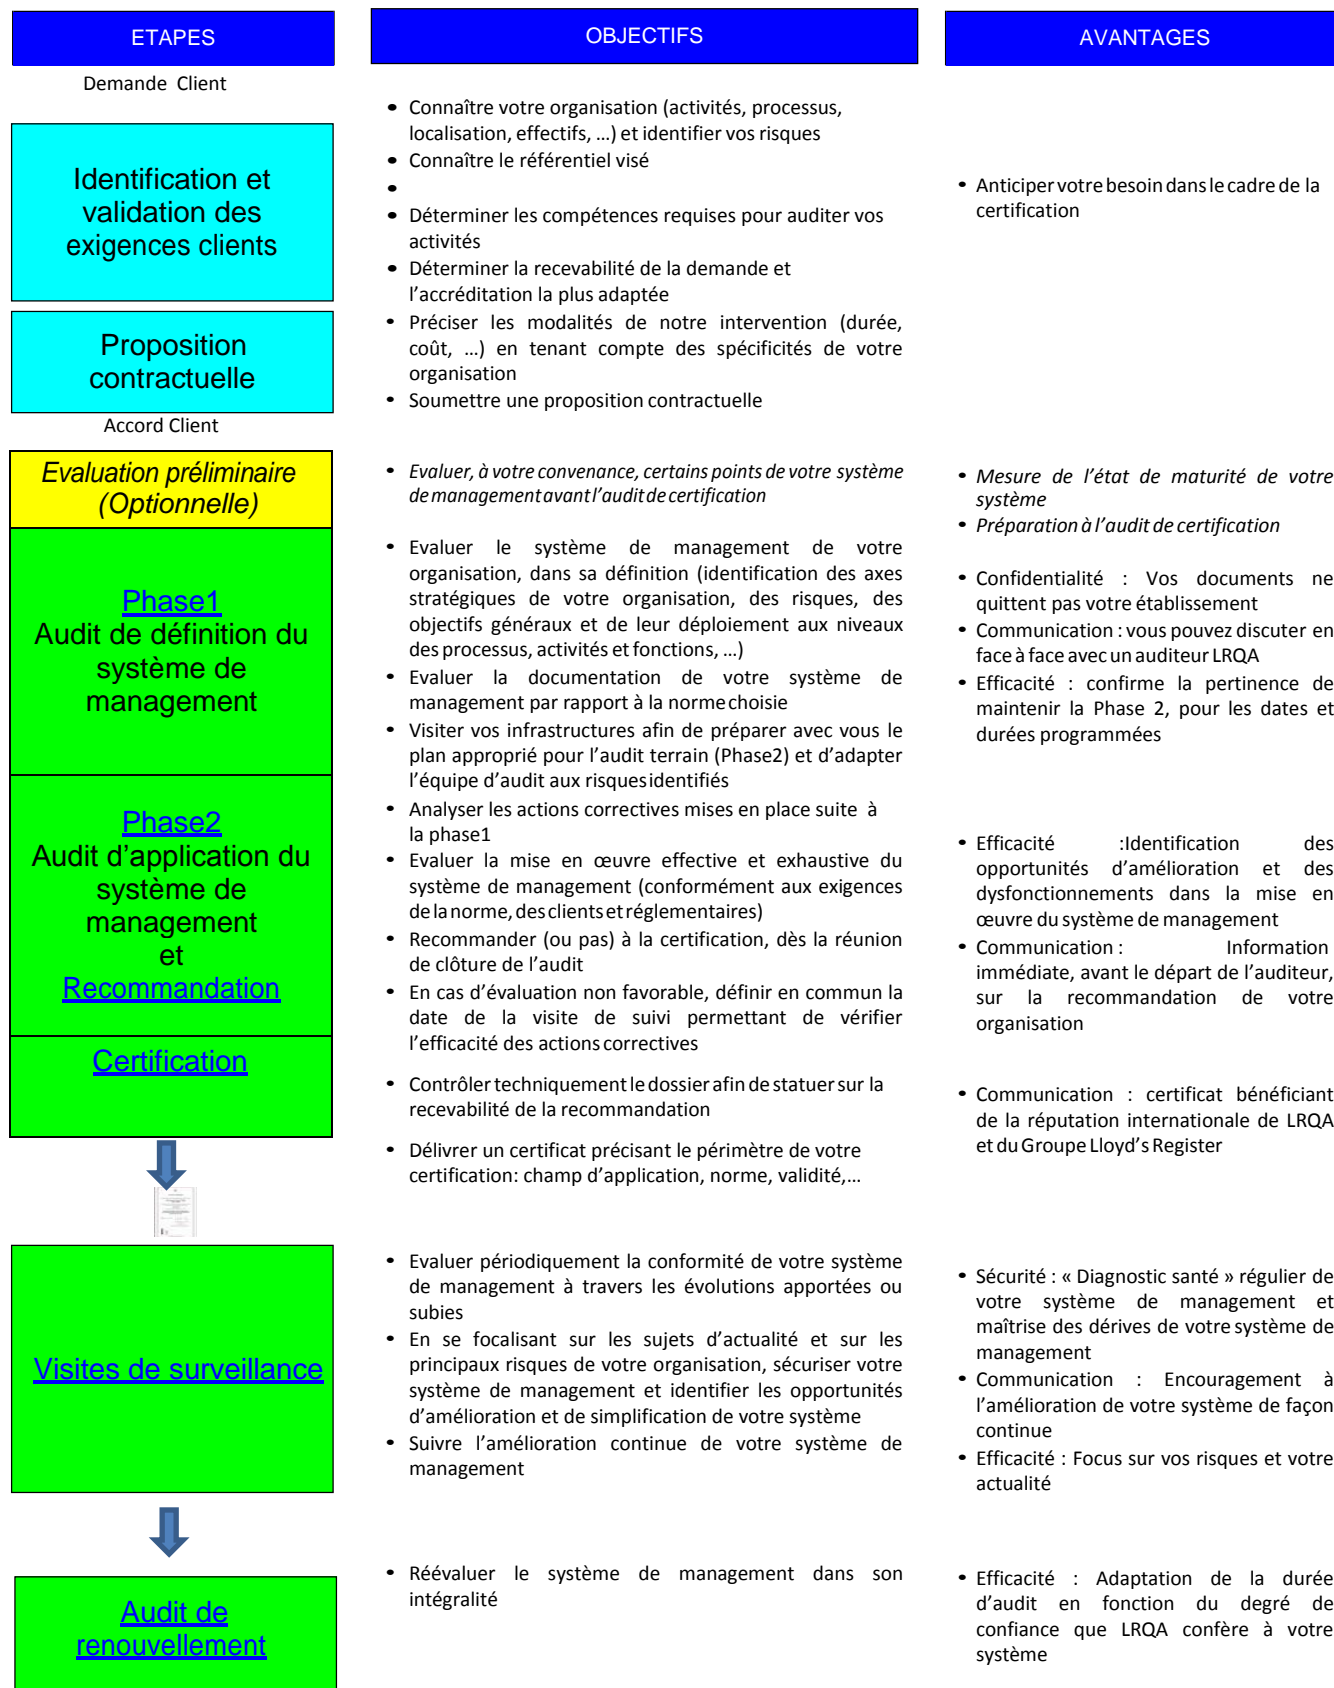 ETAPES
OBJECTIFS
AVANTAGES
Demande Client
Identification et
validation des
exigences clients
• Connaître votre organisation (activités, processus,
localisation, effectifs, …) et identifier vos risques
• Connaître le référentiel visé
•
• Déterminer les compétences requises pour auditer vos
activités
• Déterminer la recevabilité de la demande et
l’accréditation la plus adaptée
• Anticiper votre besoin dans le cadre de la
certification
Proposition
contractuelle
• Préciser les modalités de notre intervention (durée,
coût, …) en tenant compte des spécificités de votre
organisation
• Soumettre une proposition contractuelle
Accord Client
Evaluation préliminaire
(Optionnelle)
• Evaluer, à votre convenance, certains points de votre système
de management avant l’audit de certification
• Mesure de l’état de maturité de votre
système
• Préparation à l’audit de certification
Phase1
Audit de définition du
système de
management
• Evaluer le système de management de votre
organisation, dans sa définition (identification des axes
stratégiques de votre organisation, des risques, des
objectifs généraux et de leur déploiement aux niveaux
des processus, activités et fonctions, …)
• Evaluer la documentation de votre système de
management par rapport à la norme choisie
• Visiter vos infrastructures afin de préparer avec vous le
plan approprié pour l’audit terrain (Phase2) et d’adapter
l’équipe d’audit aux risques identifiés
• Confidentialité : Vos documents ne
quittent pas votre établissement
• Communication : vous pouvez discuter en
face à face avec un auditeur LRQA
• Efficacité : confirme la pertinence de
maintenir la Phase 2, pour les dates et
durées programmées
Phase2
Audit d’application du
système de
management
et
Recommandation
• Analyser les actions correctives mises en place suite à
la phase1
• Evaluer la mise en œuvre effective et exhaustive du
système de management (conformément aux exigences
de la norme, des clients et réglementaires)
• Recommander (ou pas) à la certification, dès la réunion
de clôture de l’audit
• En cas d’évaluation non favorable, définir en commun la
date de la visite de suivi permettant de vérifier
l’efficacité des actions correctives
• Efficacité :Identification des
opportunités d’amélioration et des
dysfonctionnements dans la mise en
œuvre du système de management
• Communication : Information
immédiate, avant le départ de l’auditeur,
sur la recommandation de votre
organisation
Certification
• Contrôler techniquement le dossier afin de statuer sur la
recevabilité de la recommandation
• Délivrer un certificat précisant le périmètre de votre
certification: champ d’application, norme, validité,…
• Communication : certificat bénéficiant
de la réputation internationale de LRQA
et du Groupe Lloyd’s Register
Visites de surveillance
• Evaluer périodiquement la conformité de votre système
de management à travers les évolutions apportées ou
subies
• En se focalisant sur les sujets d’actualité et sur les
principaux risques de votre organisation, sécuriser votre
système de management et identifier les opportunités
d’amélioration et de simplification de votre système
• Suivre l’amélioration continue de votre système de
management
• Sécurité : « Diagnostic santé » régulier de
votre système de management et
maîtrise des dérives de votre système de
management
• Communication : Encouragement à
l’amélioration de votre système de façon
continue
• Efficacité : Focus sur vos risques et votre
actualité
Audit de
renouvellement
• Réévaluer le système de management dans son
intégralité
• Efficacité : Adaptation de la durée
d’audit en fonction du degré de
confiance que LRQA confère à votre
système